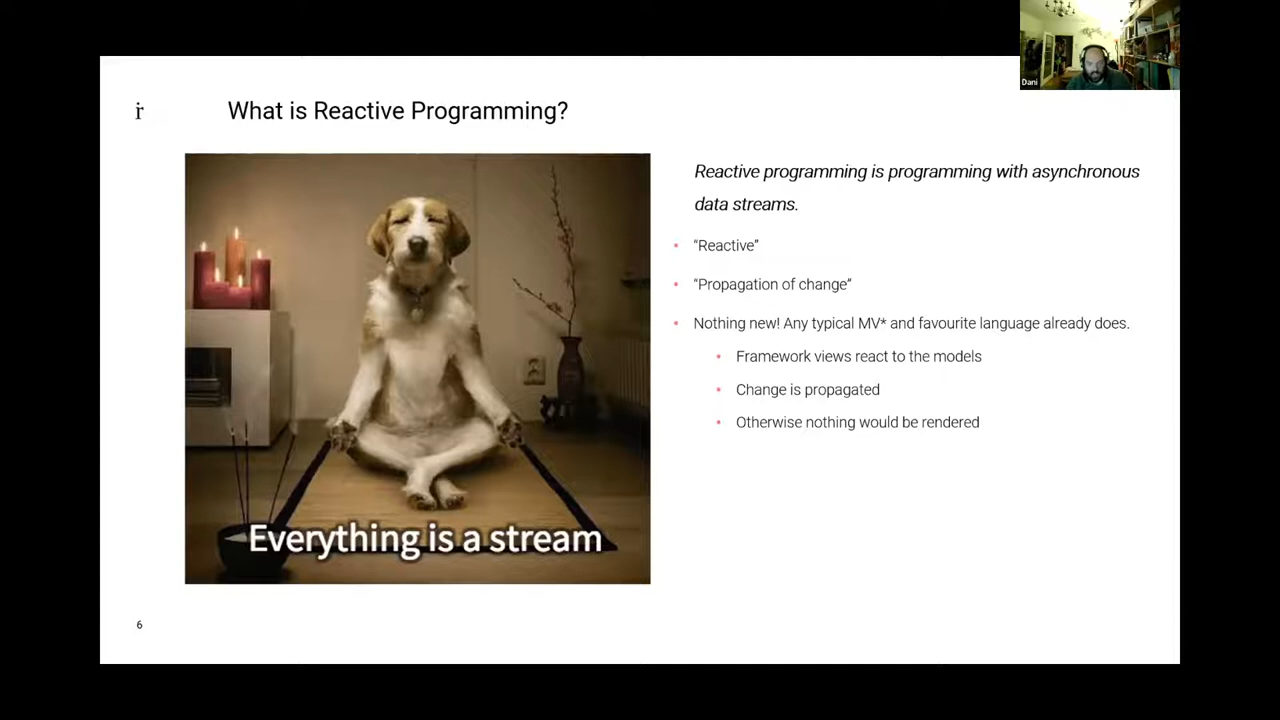 Dani
ir
What is Reactive Programming?
Reactive programming is programming with asynchronous
data streams.
“Reactive”
“Propagation of change”
Nothing new! Any typical MV* and favourite language already does.
Framework views react to the models
Change is propagated
Otherwise nothing would be rendered
Everything is a stream
6